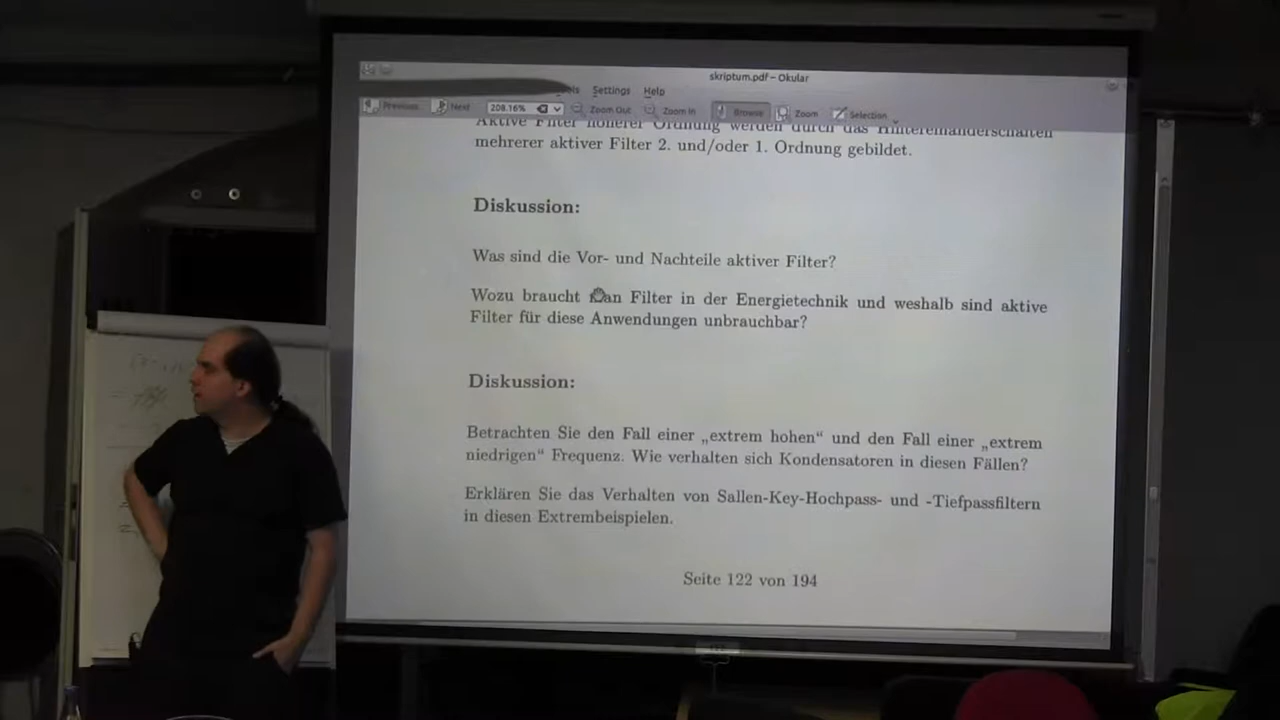 skriptum.pdf – Okular
Settings Help
Previous Next 208.16% Zoom Out Zoom In Browse Zoom Selection
Aktive Filter höherer Ordnung werden durch das Hintereinanderschalten
mehrerer aktiver Filter 2. und/oder 1. Ordnung gebildet.
Diskussion:
Was sind die Vor- und Nachteile aktiver Filter?
Wozu braucht man Filter in der Energietechnik und weshalb sind aktive
Filter für diese Anwendungen unbrauchbar?
Diskussion:
Betrachten Sie den Fall einer „extrem hohen“ und den Fall einer „extrem
niedrigen“ Frequenz. Wie verhalten sich Kondensatoren in diesen Fällen?
Erklären Sie das Verhalten von Sallen-Key-Hochpass- und -Tiefpassfiltern
in diesen Extrembeispielen.
Seite 122 von 194